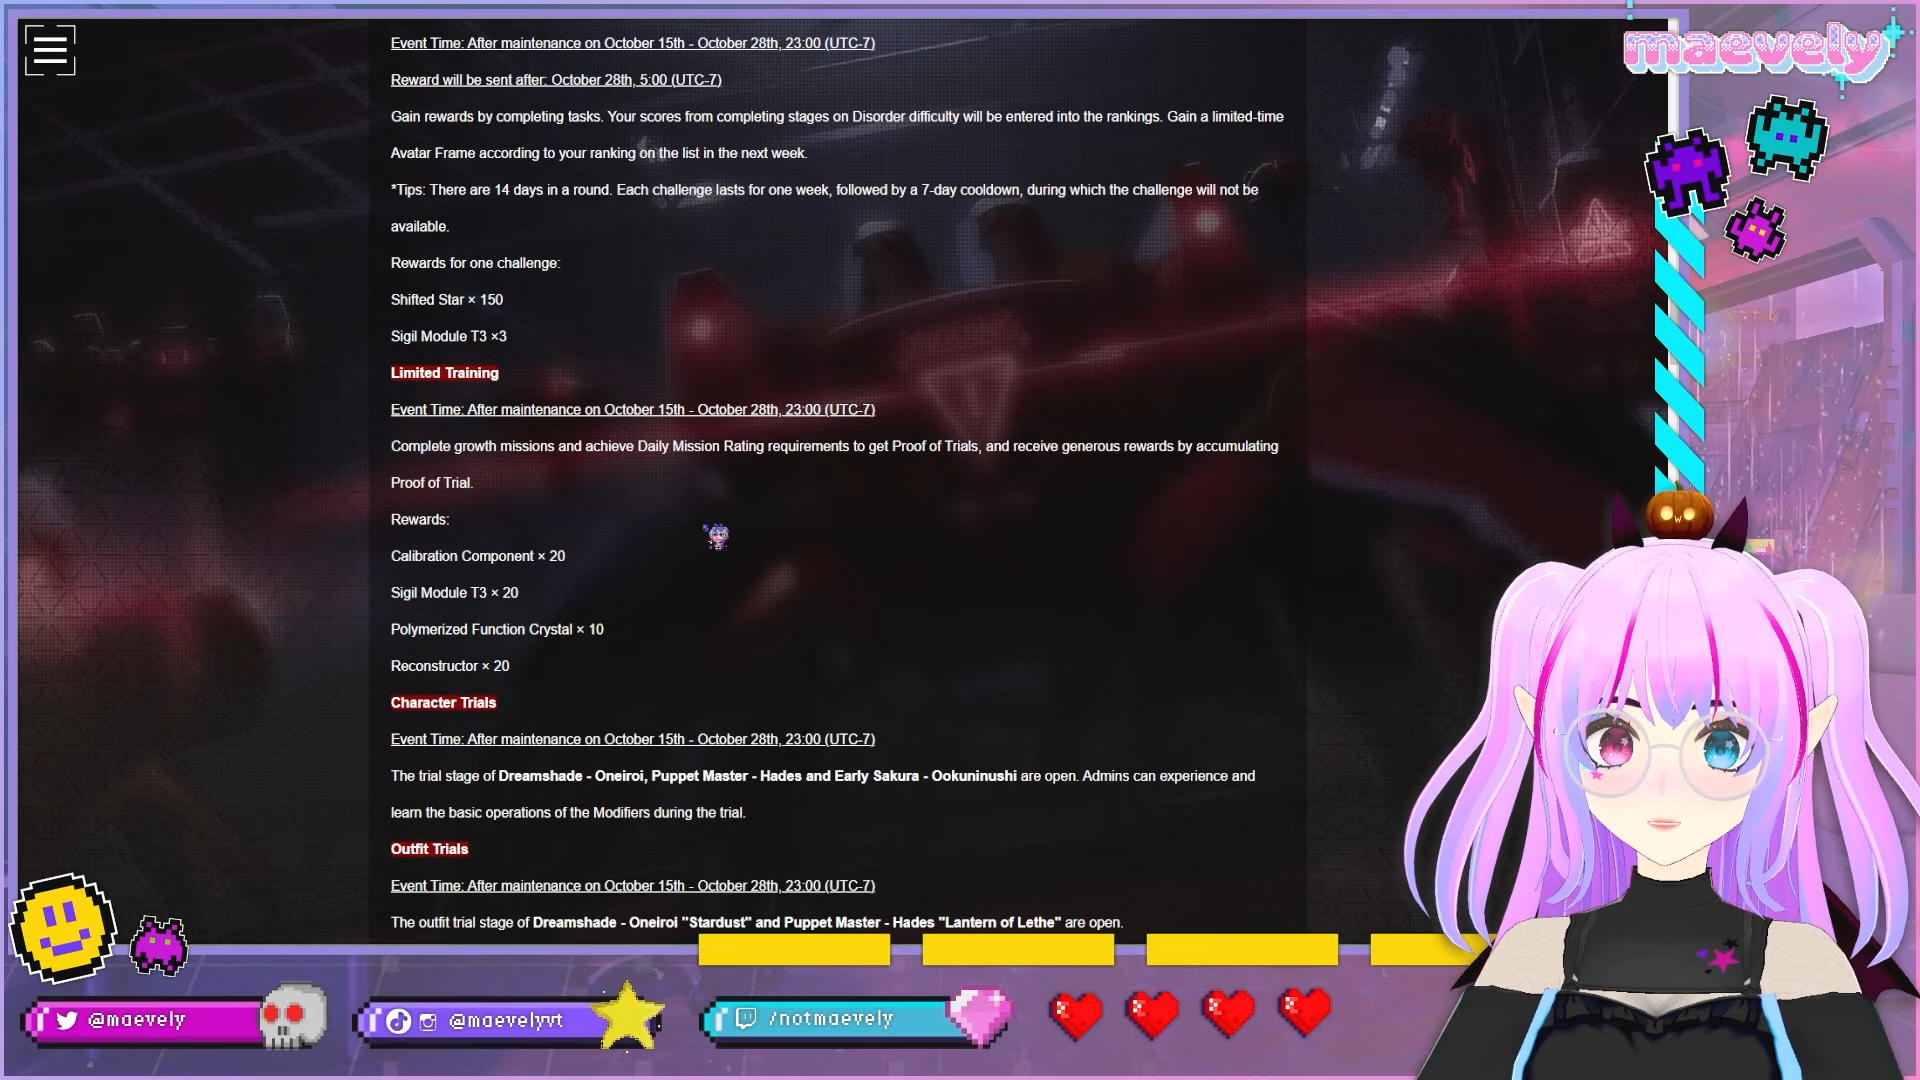 Event Time: After maintenance on October 15th - October 28th, 23:00 (UTC-7)
Reward will be sent after: October 28th, 5:00 (UTC-7)
Gain rewards by completing tasks. Your scores from completing stages on Disorder difficulty will be entered into the rankings. Gain a limited-time
Avatar Frame according to your ranking on the list in the next week.
*Tips: There are 14 days in a round. Each challenge lasts for one week, followed by a 7-day cooldown, during which the challenge will not be
available.
Rewards for one challenge:
Shifted Star × 150
Sigil Module T3 ×3
Limited Training
Event Time: After maintenance on October 15th - October 28th, 23:00 (UTC-7)
Complete growth missions and achieve Daily Mission Rating requirements to get Proof of Trials, and receive generous rewards by accumulating
Proof of Trial.
Rewards:
Calibration Component × 20
Sigil Module T3 × 20
Polymerized Function Crystal × 10
Reconstructor × 20
Character Trials
Event Time: After maintenance on October 15th - October 28th, 23:00 (UTC-7)
The trial stage of Dreamshade - Oneiroi, Puppet Master - Hades and Early Sakura - Ookuninushi are open. Admins can experience and
learn the basic operations of the Modifiers during the trial.
Outfit Trials
Event Time: After maintenance on October 15th - October 28th, 23:00 (UTC-7)
The outfit trial stage of Dreamshade - Oneiroi "Stardust" and Puppet Master - Hades "Lantern of Lethe" are open.
maevely
@maevely
@maevelyvt
/notmaevely